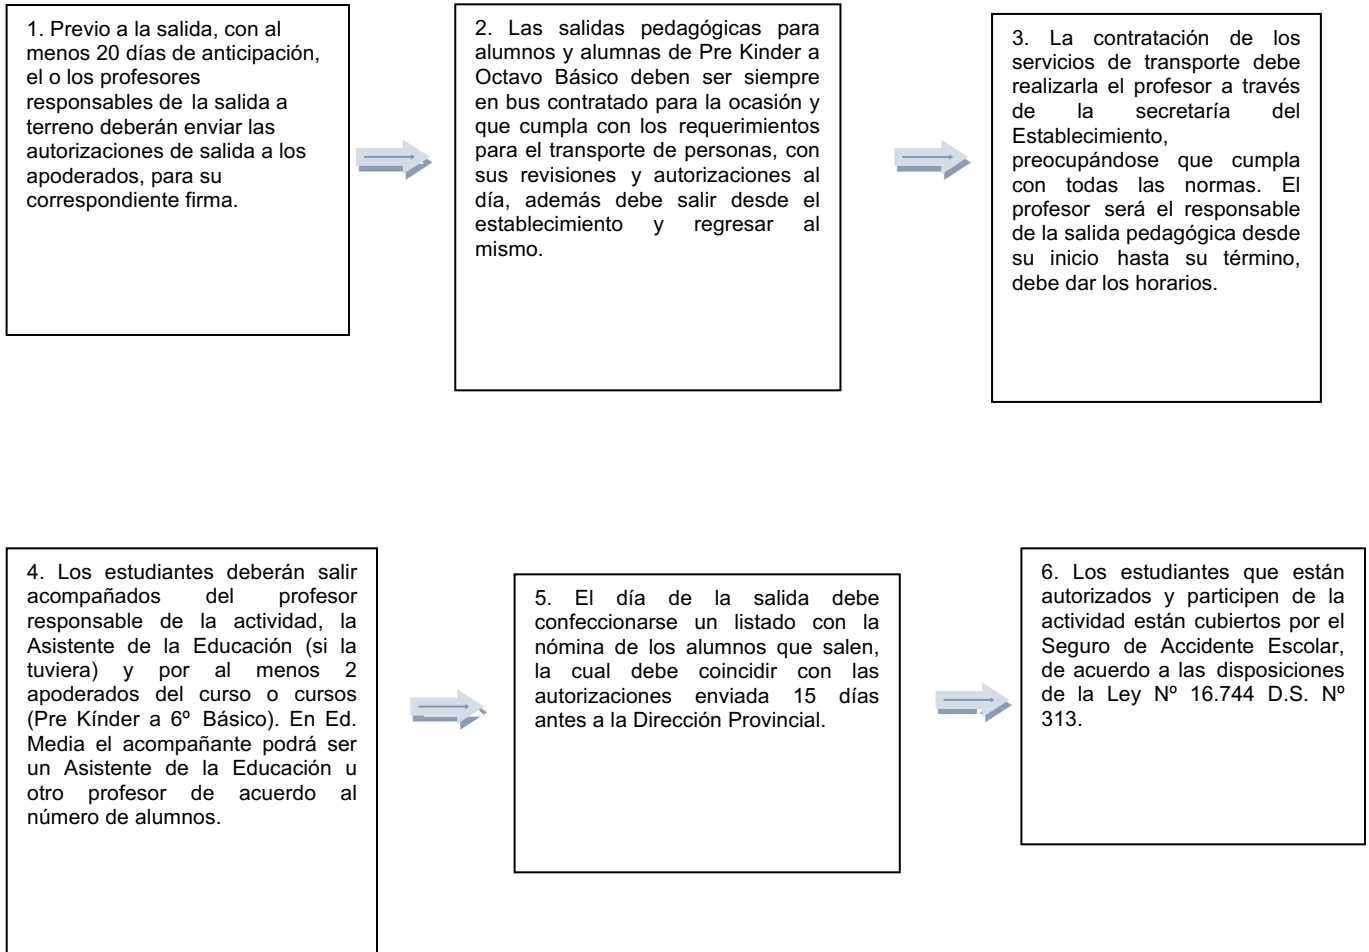 1. Previo a la salida, con al
menos 20 días de anticipación,
el o los profesores
responsables de la salida a
terreno deberán enviar las
autorizaciones de salida a los
apoderados, para su
correspondiente firma.
2. Las salidas pedagógicas para
alumnos y alumnas de Pre Kinder a
Octavo Básico deben ser siempre
en bus contratado para la ocasión y
que cumpla con los requerimientos
para el transporte de personas, con
sus revisiones y autorizaciones al
día, además debe salir desde el
establecimiento y regresar al
mismo.
3. La contratación de los
servicios de transporte debe
realizarla el profesor a través
de la secretaría del
Establecimiento,
preocupándose que cumpla
con todas las normas. El
profesor será el responsable
de la salida pedagógica desde
su inicio hasta su término,
debe dar los horarios.
4. Los estudiantes deberán salir
acompañados del profesor
responsable de la actividad, la
Asistente de la Educación (si la
tuviera) y por al menos 2
apoderados del curso o cursos
(Pre Kínder a 6º Básico). En Ed.
Media el acompañante podrá ser
un Asistente de la Educación u
otro profesor de acuerdo al
número de alumnos.
5. El día de la salida debe
confeccionarse un listado con la
nómina de los alumnos que salen,
la cual debe coincidir con las
autorizaciones enviada 15 días
antes a la Dirección Provincial.
6. Los estudiantes que están
autorizados y participen de la
actividad están cubiertos por el
Seguro de Accidente Escolar,
de acuerdo a las disposiciones
de la Ley Nº 16.744 D.S. Nº
313.